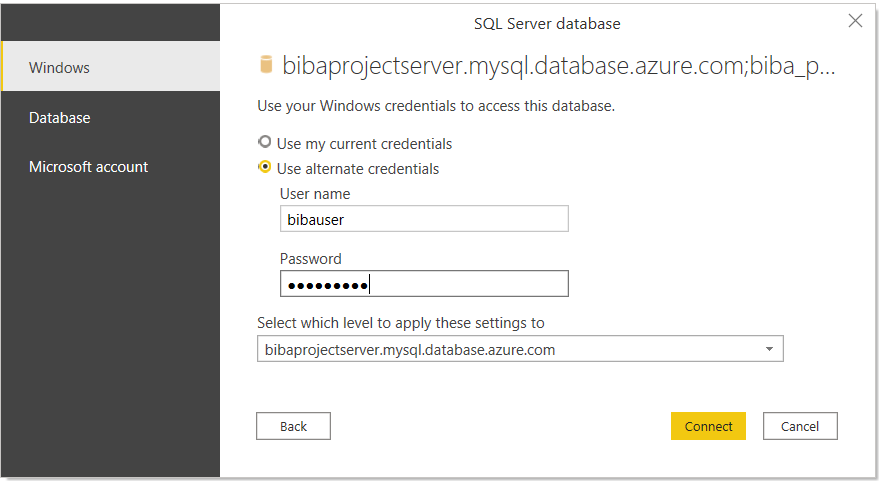 SQL Server database
Windows
Database
Microsoft account
bibaprojectserver.mysql.database.azure.com;biba_p...
Use your Windows credentials to access this database.
Use my current credentials
Use alternate credentials
User name
bibauser
Password
●●●●●●●●●
Select which level to apply these settings to
bibaprojectserver.mysql.database.azure.com
Back
Connect
Cancel